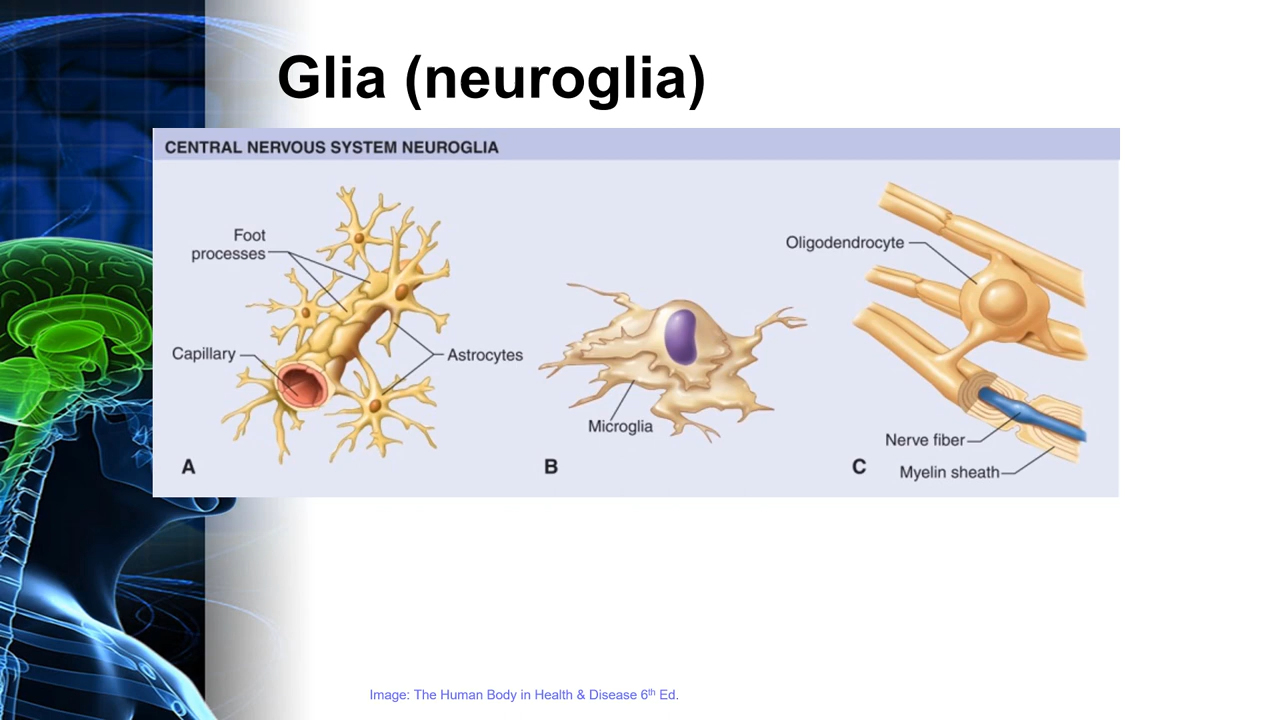 Glia (neuroglia)
CENTRAL NERVOUS SYSTEM NEUROGLIA
Foot
processes
Capillary
Astrocytes
A
Microglia
B
Oligodendrocyte
Nerve fiber
Myelin sheath
C
Image: The Human Body in Health & Disease 6th Ed.